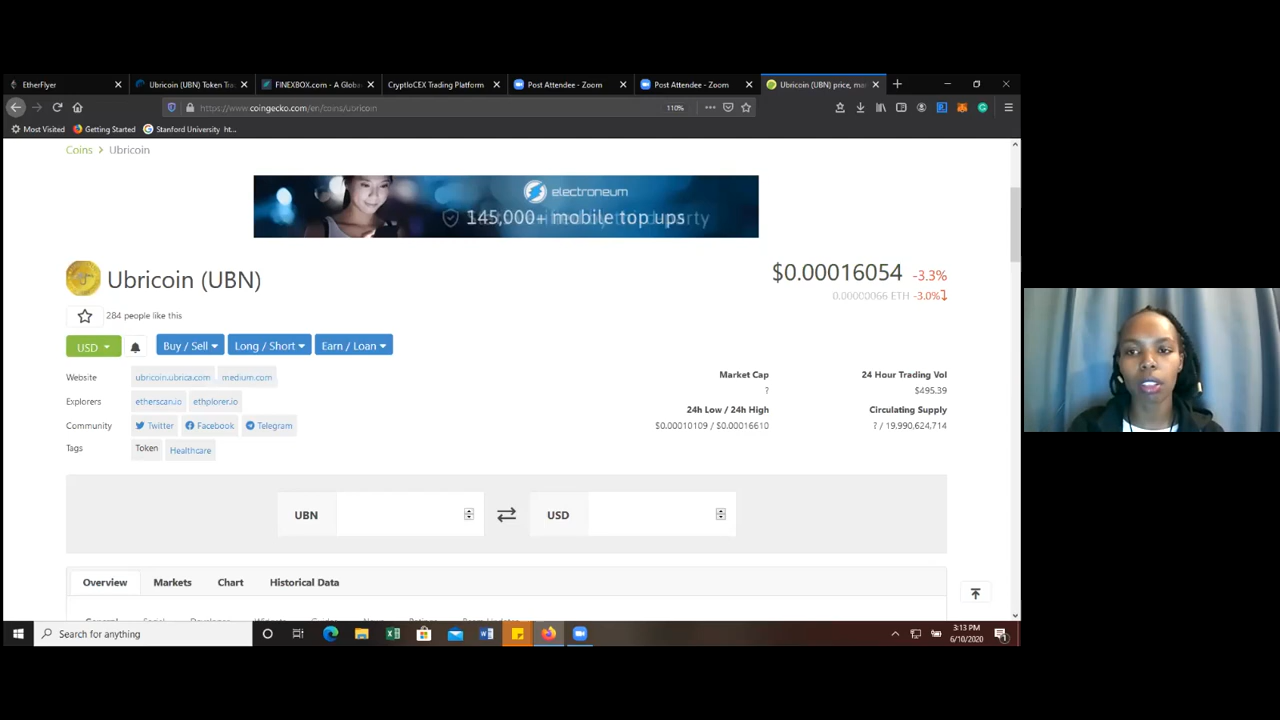 EtherFlyer
Ubricoin (UBN) Token Tra
FINEXBOX.com - A Globa
CryptloCEX Trading Platform
Post Attendee - Zoom
Post Attendee - Zoom
Ubricoin (UBN) price, ma
https://www.coingecko.com/en/coins/ubricoin
110%
Most Visited
Getting Started
Stanford University ht...
Coins > Ubricoin
electroneum
145,000+ mobile top ups
Ubricoin (UBN)
$0.00016054 -3.3%
0.00000066 ETH -3.0%
284 people like this
USD
Buy / Sell
Long / Short
Earn / Loan
Website ubricoin.ubrica.com medium.com
Explorers etherscan.io ethplorer.io
Community Twitter Facebook Telegram
Tags Token Healthcare
Market Cap
?
24 Hour Trading Vol
$495.39
24h Low / 24h High
$0.00010109 / $0.00016610
Circulating Supply
? / 19,990,624,714
UBN
USD
Overview Markets Chart Historical Data
Search for anything
3:13 PM
6/10/2020